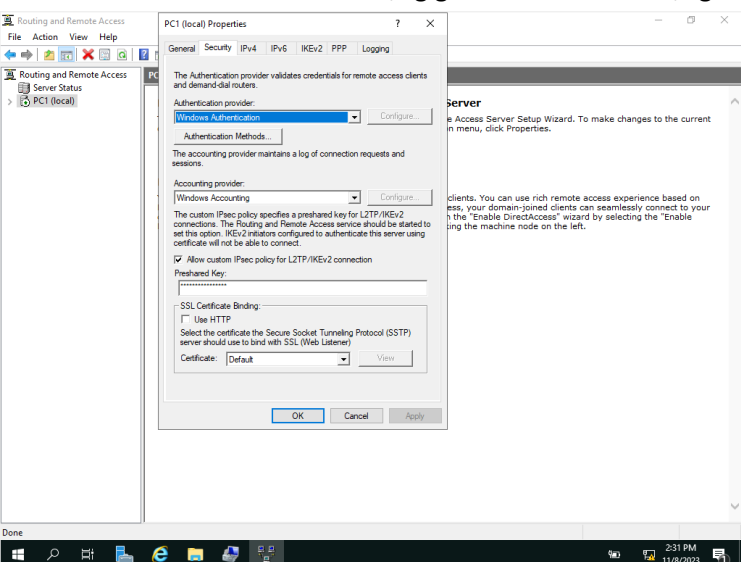 Routing and Remote Access
File Action View Help
Routing and Remote Access
Server Status
PC1 (local)
PC1 (local) Properties
General Security IPv4 IPv6 IKEv2 PPP Logging
The Authentication provider validates credentials for remote access clients
and demand-dial routers.
Authentication provider:
Windows Authentication
Configure...
Authentication Methods...
The accounting provider maintains a log of connection requests and
sessions.
Accounting provider:
Windows Accounting
Configure...
The custom IPsec policy specifies a preshared key for L2TP/IKEv2
connections. The Routing and Remote Access service should be started to
set this option. IKEv2 initiators configured to authenticate this server using
certificate will not be able to connect.
Allow custom IPsec policy for L2TP/IKEv2 connection
Preshared Key:
****************
SSL Certificate Binding:
Use HTTP
Select the certificate the Secure Socket Tunneling Protocol (SSTP)
server should use to bind with SSL (Web Listener)
Certificate: Default
View
OK Cancel Apply
PC
Server
Access Server Setup Wizard. To make changes to the current
n menu, click Properties.
clients. You can use rich remote access experience based on
ess, your domain-joined clients can seamlessly connect to your
the "Enable DirectAccess" wizard by selecting the "Enable
king the machine node on the left.
Done
2:31 PM
11/8/2023